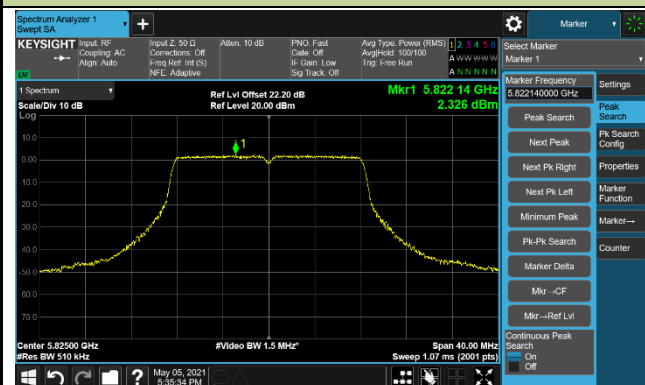 Spectrum Analyzer 1
Swept SA
+
Marker
KEYSIGHT Input: RF
Coupling: AC
Align: Auto
Input Z: 50 Ω
Corrections: Off
Freq Ref: Int (S)
NFE: Adaptive
Atten: 10 dB
PNO: Fast
Gate: Off
IF Gain: Low
Sig Track: Off
Avg Type: Power (RMS)
Avg|Hold: 100/100
Trig: Free Run
1 2 3 4 5 6
A W W W W W
A N N N N N
LM
Select Marker
Marker 1
1 Spectrum
Scale/Div 10 dB
Log
Ref Lvl Offset 22.20 dB
Ref Level 20.00 dBm
Mkr1 5.822 14 GHz
2.326 dBm
1
10.0
0.00
10.0
20.0
30.0
40.0
50.0
60.0
70.0
Center 5.82500 GHz
#Res BW 510 kHz
#Video BW 1.5 MHz*
Span 40.00 MHz
Sweep 1.07 ms (2001 pts)
Marker Frequency
5.822140000 GHz
Peak Search
Next Peak
Next Pk Right
Next Pk Left
Minimum Peak
Pk-Pk Search
Marker Delta
Mkr→CF
Mkr→Ref Lvl
Continuous Peak
Search
On
Off
Settings
Peak
Search
Pk Search
Config
Properties
Marker
Function
Marker→
Counter
?
May 05, 2021
5:35:34 PM